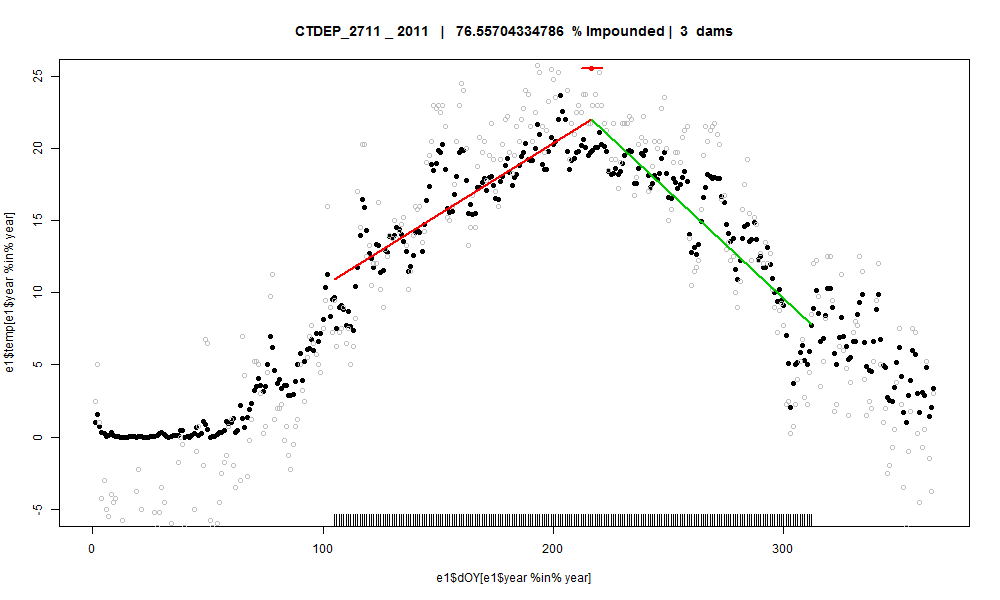 CTDEP_2711 _ 2011 | 76.55704334786 % Impounded | 3 dams
e1$temp[e1$year %in% year]
25
20
15
10
5
0
-5
0 100 200 300
e1$dOY[e1$year %in% year]